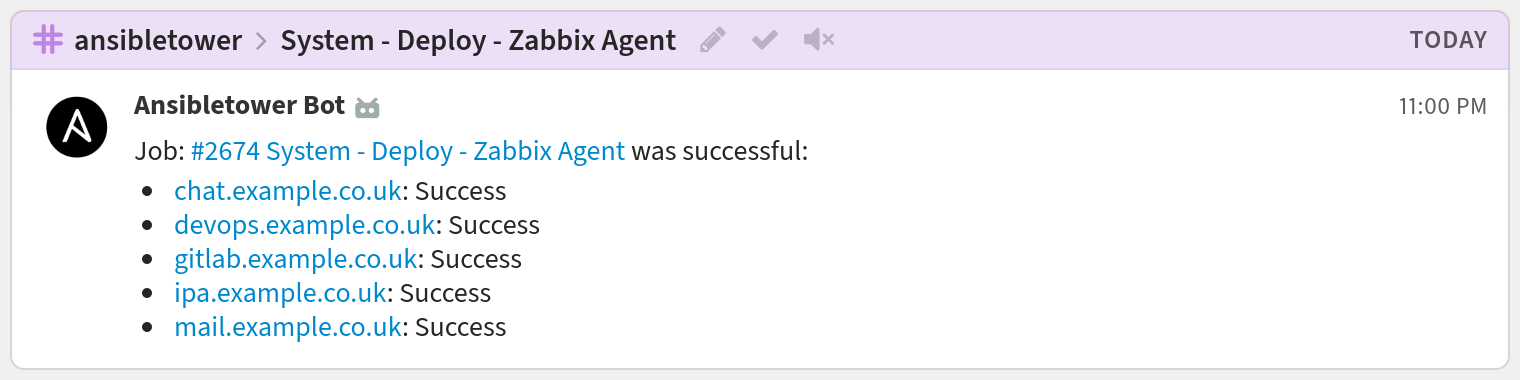 # ansibletower > System - Deploy - Zabbix Agent TODAY
Ansibletower Bot 11:00 PM
Job: #2674 System - Deploy - Zabbix Agent was successful:
• chat.example.co.uk: Success
• devops.example.co.uk: Success
• gitlab.example.co.uk: Success
• ipa.example.co.uk: Success
• mail.example.co.uk: Success